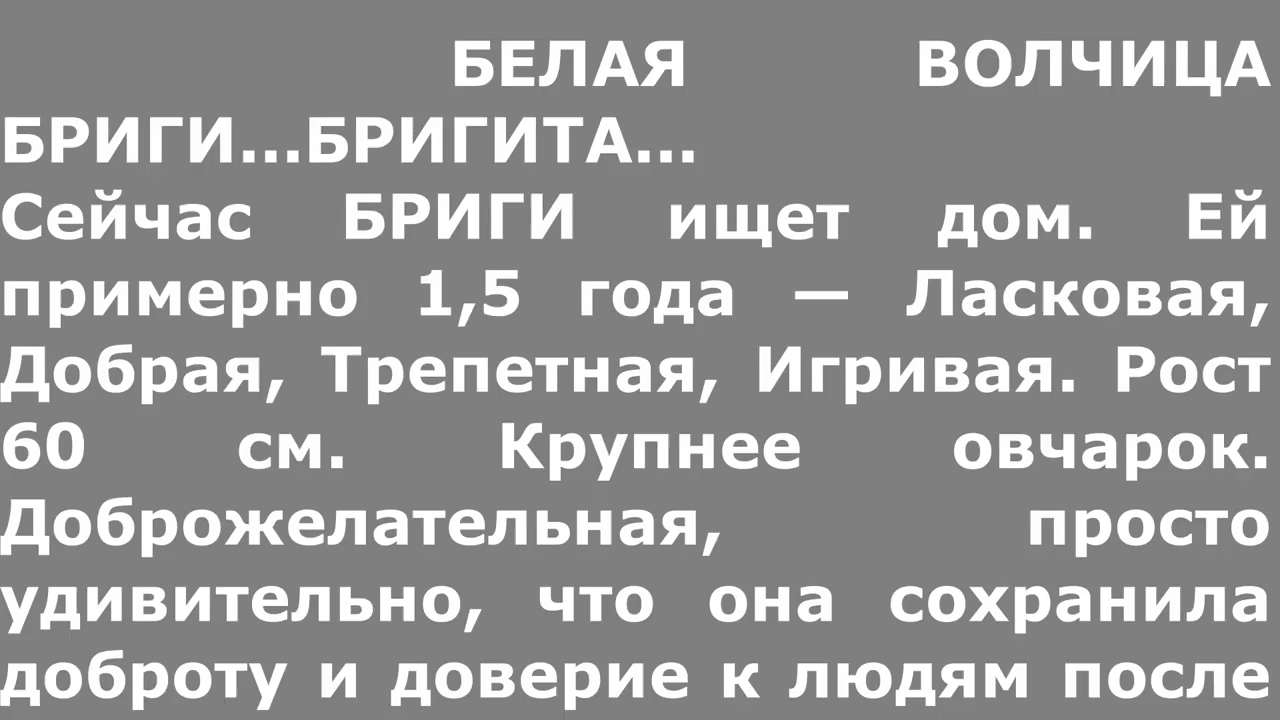 БЕЛАЯ ВОЛЧИЦА
БРИГИ...БРИГИТА...
Сейчас БРИГИ ищет дом. Ей
примерно 1,5 года — Ласковая,
Добрая, Трепетная, Игривая. Рост
60 см. Крупнее овчарок.
Доброжелательная, просто
удивительно, что она сохранила
доброту и доверие к людям после